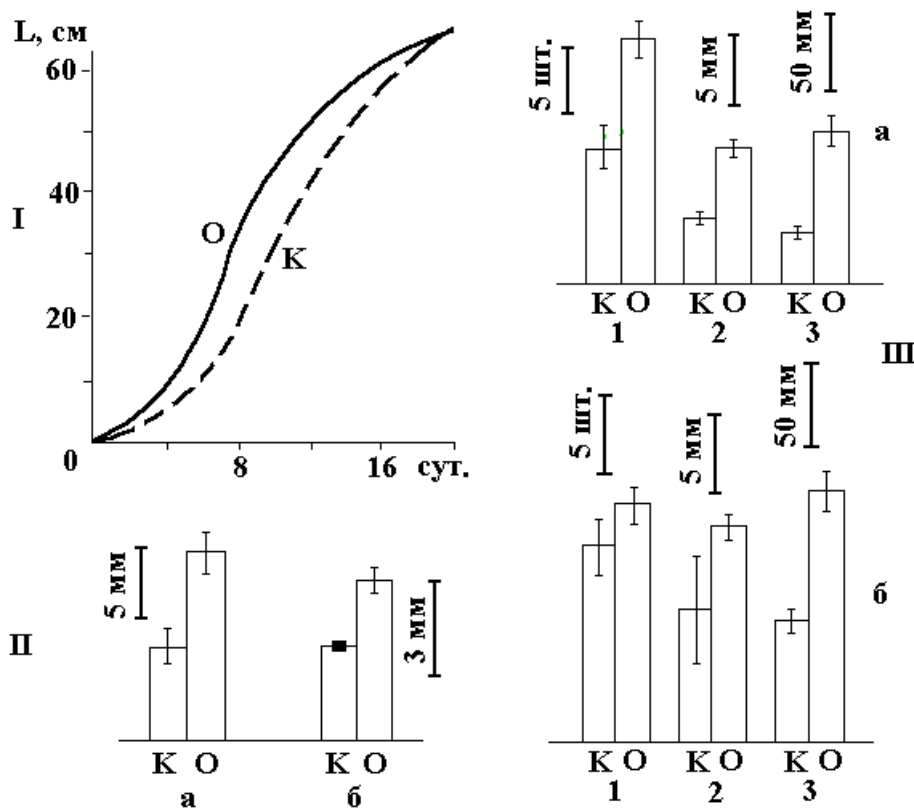 L, см
60
40
20
0
8
16
сут.
I
О
К
5 шт.
5 мм
50 мм
а
К О
К О
К О
1
2
3
III
5 шт.
5 мм
50 мм
б
К О
К О
К О
1
2
3
II
5 мм
3 мм
К О
К О
а
б